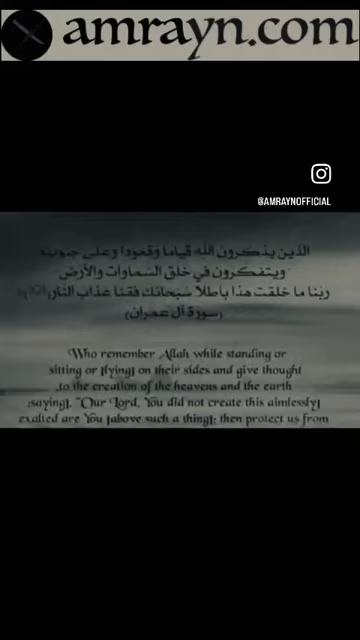 amrayn.com
@AMRAYNOFFICIAL
الذين يذكرون الله قياما وقعودا وعلى جنوبهم
ويتفكرون في خلق السماوات والأرض
ربنا ما خلقت هذا باطلا سبحانك فقنا عذاب النار
(سورة آل عمران)
Who remember Allah while standing or
sitting or [lying] on their sides and give thought
to the creation of the heavens and the earth,
[saying], "Our Lord, You did not create this aimlessly;
exalted are You [above such a thing]; then protect us from